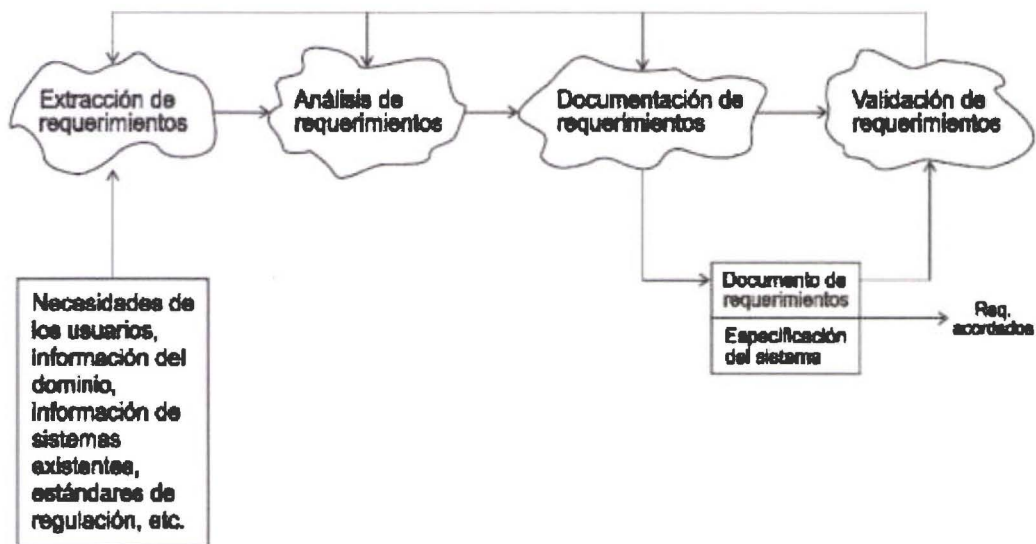 Extracción de
requerimientos
Análisis de
requerimientos
Documentación de
requerimientos
Validación de
requerimientos
Necesidades de
los usuarios,
información del
dominio,
información de
sistemas
existentes,
estándares de
regulación, etc.
Documento de
requerimientos
Especificación
del sistema
Req.
acordados